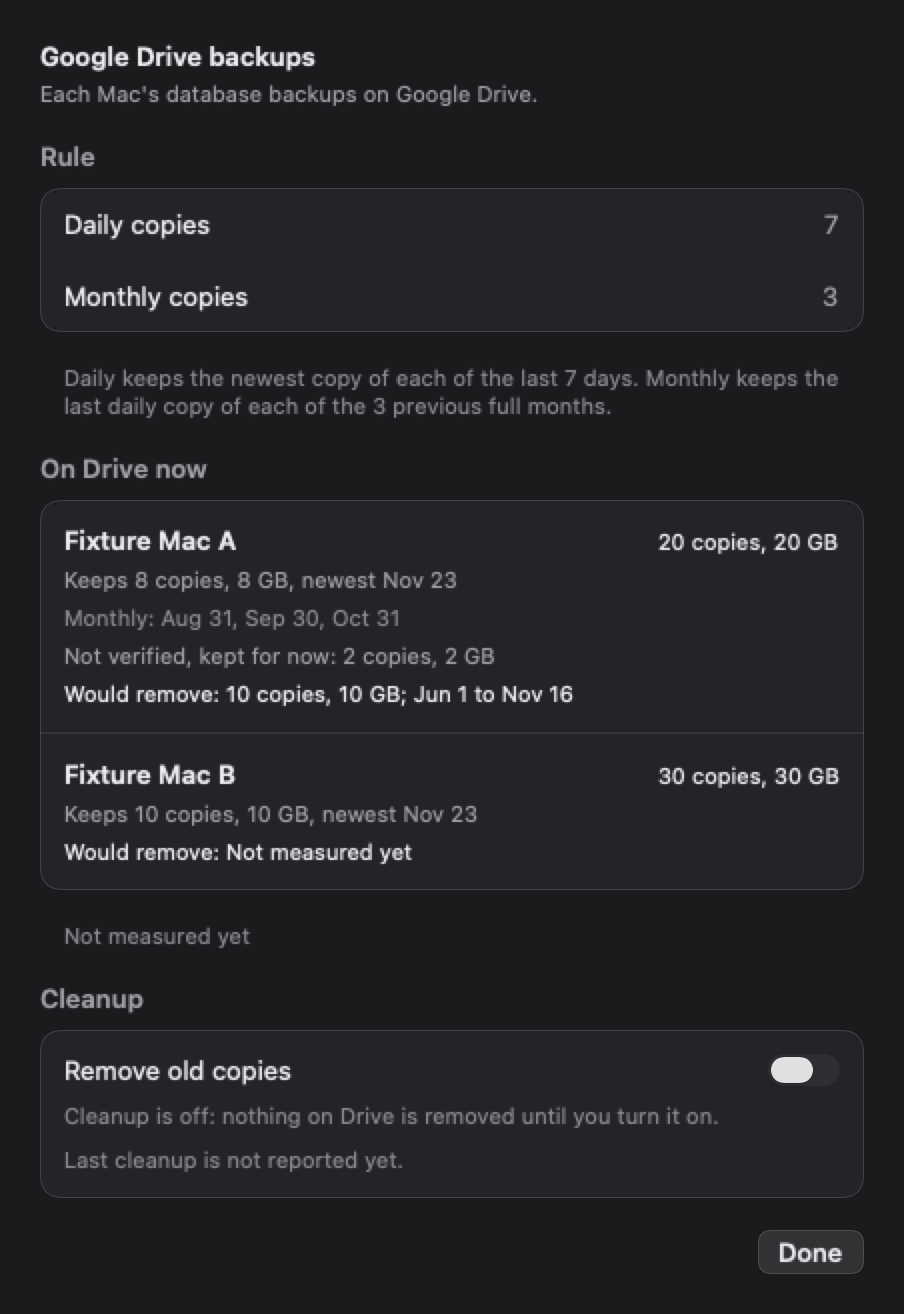 Google Drive backups
Each Mac's database backups on Google Drive.
Rule
Daily copies 7
Monthly copies 3
Daily keeps the newest copy of each of the last 7 days. Monthly keeps the
last daily copy of each of the 3 previous full months.
On Drive now
Fixture Mac A 20 copies, 20 GB
Keeps 8 copies, 8 GB, newest Nov 23
Monthly: Aug 31, Sep 30, Oct 31
Not verified, kept for now: 2 copies, 2 GB
Would remove: 10 copies, 10 GB; Jun 1 to Nov 16
Fixture Mac B 30 copies, 30 GB
Keeps 10 copies, 10 GB, newest Nov 23
Would remove: Not measured yet
Not measured yet
Cleanup
Remove old copies
Cleanup is off: nothing on Drive is removed until you turn it on.
Last cleanup is not reported yet.
Done